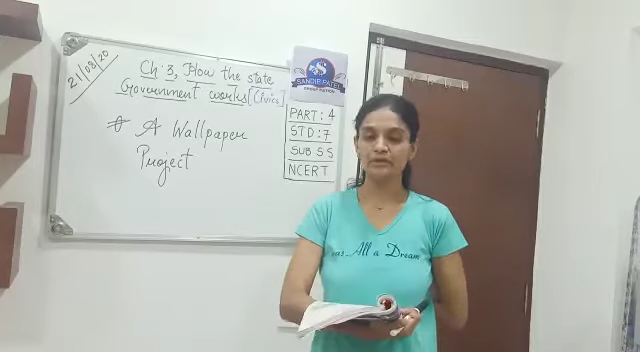 21/08/20
Ch 3, How the state
Government works [Civics]
A Wallpaper
Project
SANDIP PATEL
PART: 4
STD: 7
SUB SS
NCERT
All a Dream